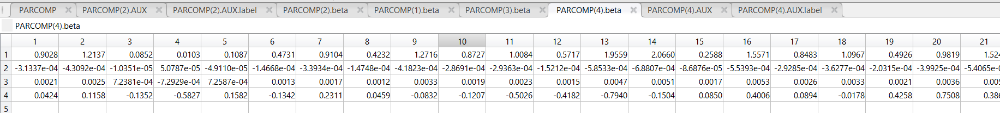 PARCOMP PARCOMP(2).AUX PARCOMP(2).AUX.label PARCOMP(2).beta PARCOMP(1).beta PARCOMP(3).beta PARCOMP(4).beta PARCOMP(4).AUX PARCOMP(4).AUX.label
PARCOMP(4).beta
1 2 3 4 5 6 7 8 9 10 11 12 13 14 15 16 17 18 19 20 21
1 0.9028 1.2137 0.0852 0.0103 0.1087 0.4731 0.9104 0.4232 1.2716 0.8727 1.0084 0.5717 1.9559 2.0660 0.2588 1.5571 0.8483 1.0967 0.4926 0.9819 1.524
2 -3.1337e-04 -4.3092e-04 -1.0351e-05 5.0787e-05 -4.9110e-05 -1.4668e-04 -3.3934e-04 -1.4748e-04 -4.1823e-04 -2.8691e-04 -2.9363e-04 -1.5212e-04 -5.8533e-04 -6.8807e-04 -8.6876e-05 -5.5393e-04 -2.9285e-04 -3.6277e-04 -2.0315e-04 -3.9925e-04 -5.4065e-0
3 0.0021 0.0025 7.2381e-04 -7.2929e-04 7.2587e-04 0.0013 0.0017 0.0012 0.0033 0.0019 0.0023 0.0015 0.0047 0.0051 0.0017 0.0053 0.0026 0.0033 0.0021 0.0036 0.005
4 0.0424 0.1158 -0.1352 -0.5827 0.1582 -0.1342 0.2311 0.0459 -0.0832 -0.1207 -0.5026 -0.4182 -0.7940 -0.1504 0.0850 0.4006 0.0894 -0.0178 0.4258 0.7508 0.386
5